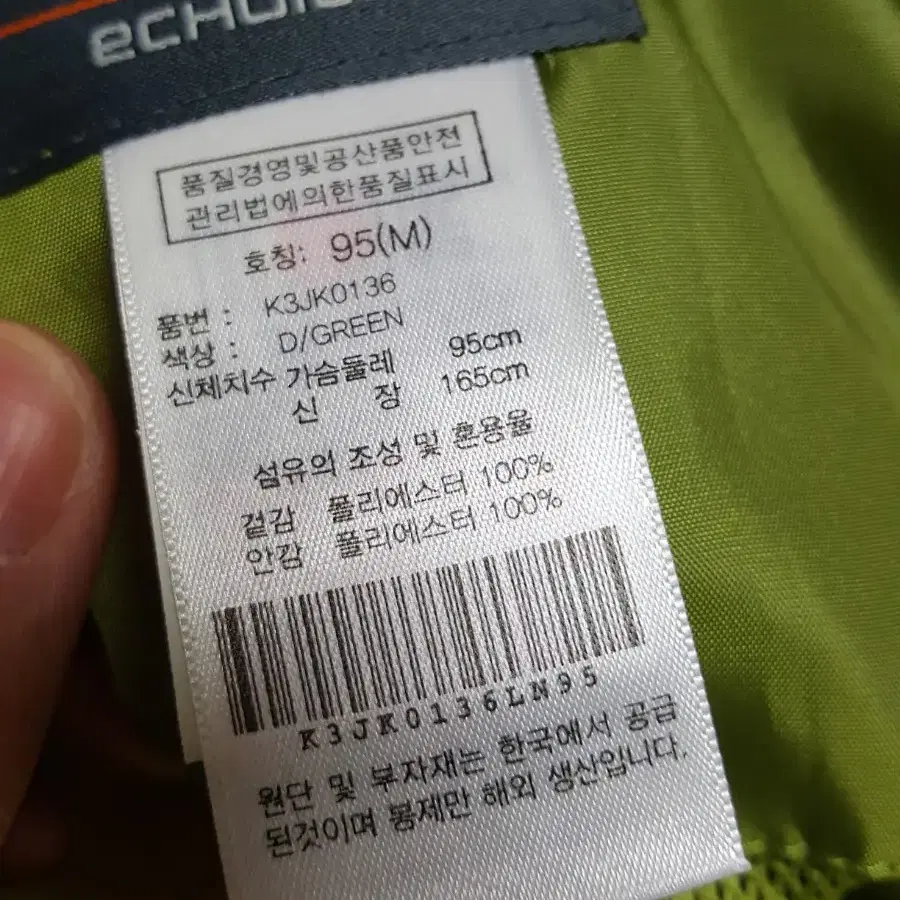 품질경영및공산품안전
관리법에의한품질표시
호칭: 95(M)
품번 : K3JK0136
색상 : D/GREEN
신체치수 가슴둘레 95cm
신 장 165cm
섬유의 조성 및 혼용율
겉감 폴리에스터 100%
안감 폴리에스터 100%
K3JK0136LN95
원단 및 부자재는 한국에서 공급
된것이며 봉제만 해외 생산입니다.